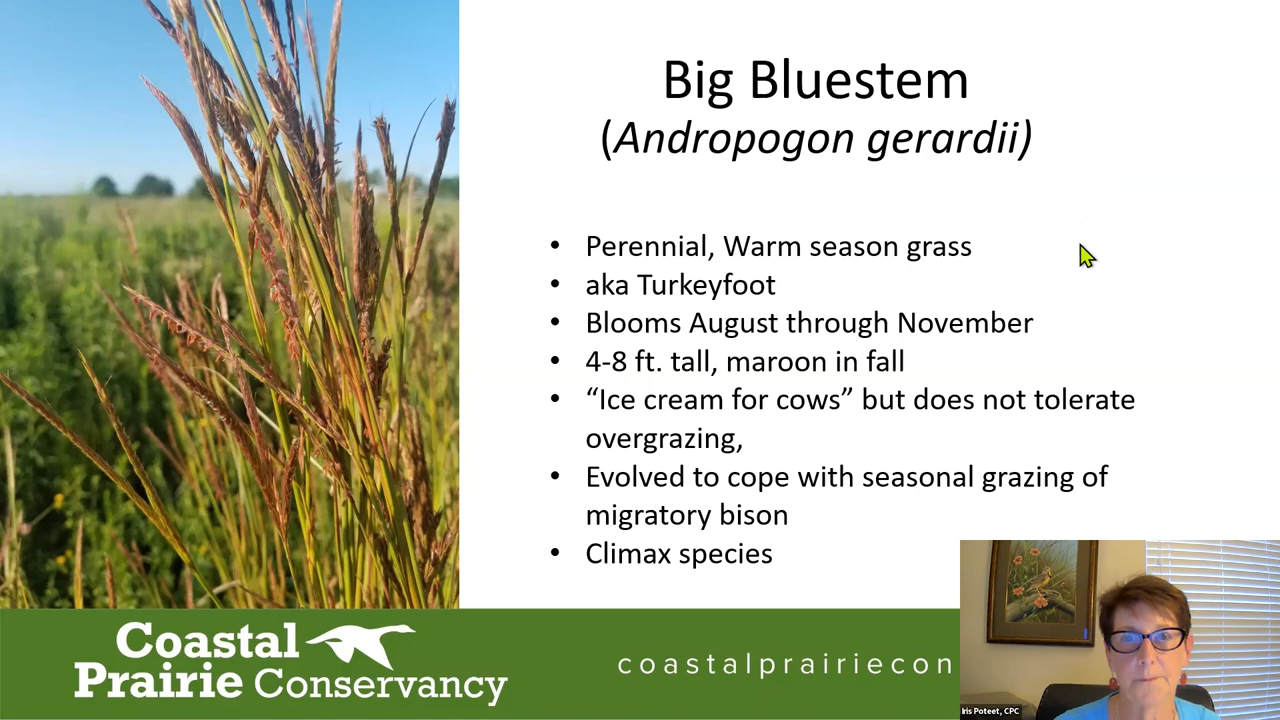 Big Bluestem
(Andropogon gerardii)
• Perennial, Warm season grass
• aka Turkeyfoot
• Blooms August through November
• 4-8 ft. tall, maroon in fall
• “Ice cream for cows” but does not tolerate
overgrazing,
• Evolved to cope with seasonal grazing of
migratory bison
• Climax species
Coastal
Prairie Conservancy
coastalprairiecon
Iris Poteet, CPC